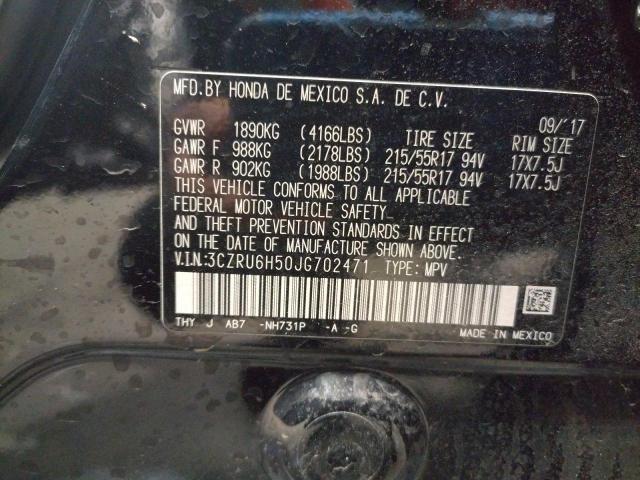 MFD.BY HONDA DE MEXICO S.A. DE C.V.
09/'17
GVWR 1890KG (4166LBS) TIRE SIZE RIM SIZE
GAWR F 988KG (2178LBS) 215/55R17 94V 17X7.5J
GAWR R 902KG (1988LBS) 215/55R17 94V 17X7.5J
THIS VEHICLE CONFORMS TO ALL APPLICABLE
FEDERAL MOTOR VEHICLE SAFETY
AND THEFT PREVENTION STANDARDS IN EFFECT
ON THE DATE OF MANUFACTURE SHOWN ABOVE.
V.I.N:3CZRU6H50JG702471 TYPE: MPV
THY J AB7 -NH731P -A -G
MADE IN MEXICO